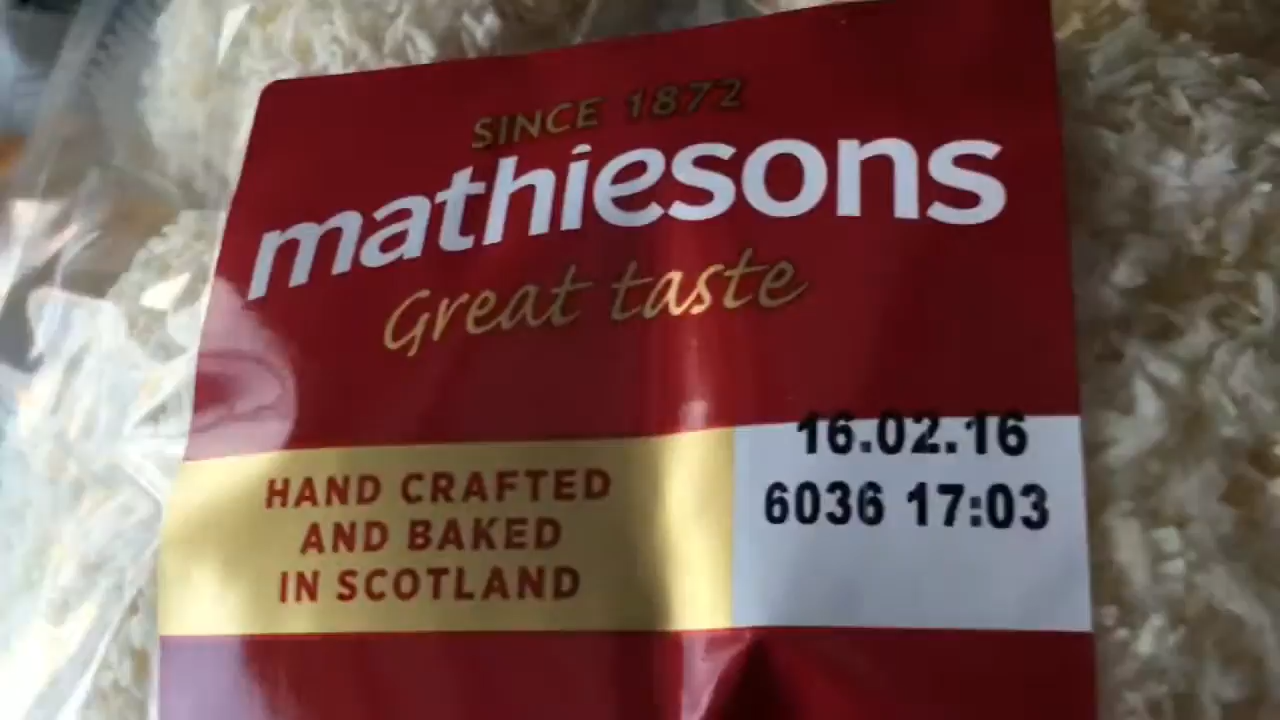 SINCE 1872
mathiesons
Great taste
HAND CRAFTED
AND BAKED
IN SCOTLAND
16.02.16
6036 17:03